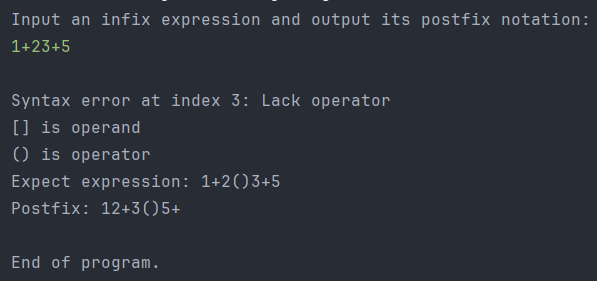 Input an infix expression and output its postfix notation:
1+23+5
Syntax error at index 3: Lack operator
[] is operand
() is operator
Expect expression: 1+2()3+5
Postfix: 12+3()5+
End of program.